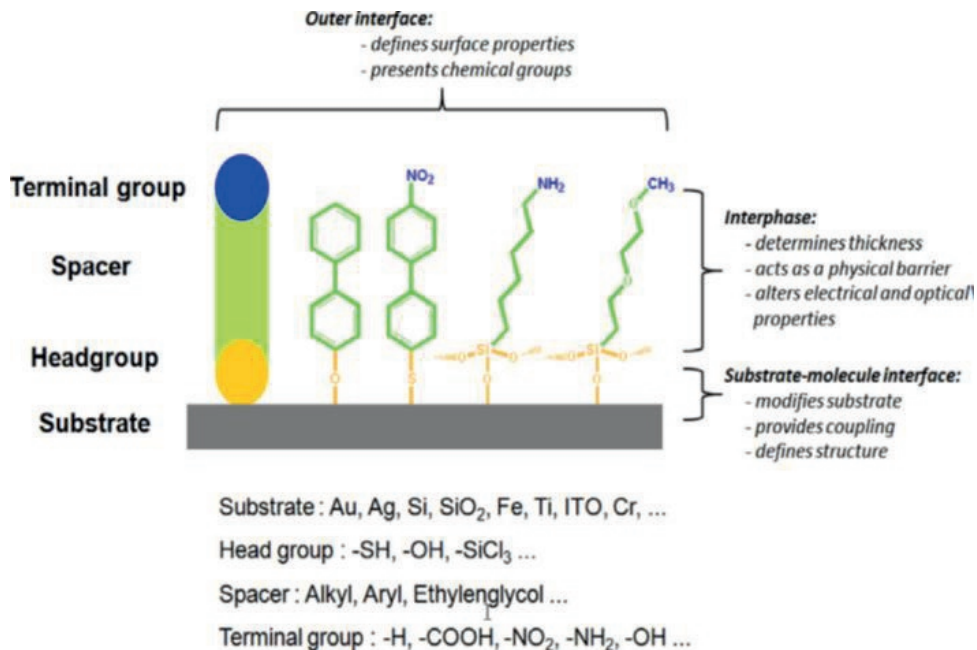 Outer interface:
- defines surface properties
- presents chemical groups
Terminal group
Spacer
Headgroup
Substrate
NO₂
NH₂
CH₃
O
O
O
S
Si
O
O
O
Si
O
O
O
Interphase:
- determines thickness
- acts as a physical barrier
- alters electrical and optical\
properties
Substrate-molecule interface:
- modifies substrate
- provides coupling
- defines structure
Substrate : Au, Ag, Si, SiO₂, Fe, Ti, ITO, Cr, ...
Head group : -SH, -OH, -SiCl₃ ...
Spacer : Alkyl, Aryl, Ethylenglycol ...
Terminal group : -H, -COOH, -NO₂, -NH₂, -OH ...